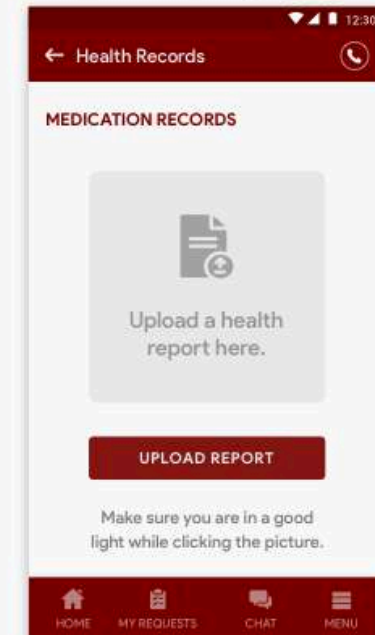 12:30
Health Records
MEDICATION RECORDS
Upload a health
report here.
UPLOAD REPORT
Make sure you are in a good
light while clicking the picture.
HOME MY REQUESTS CHAT MENU